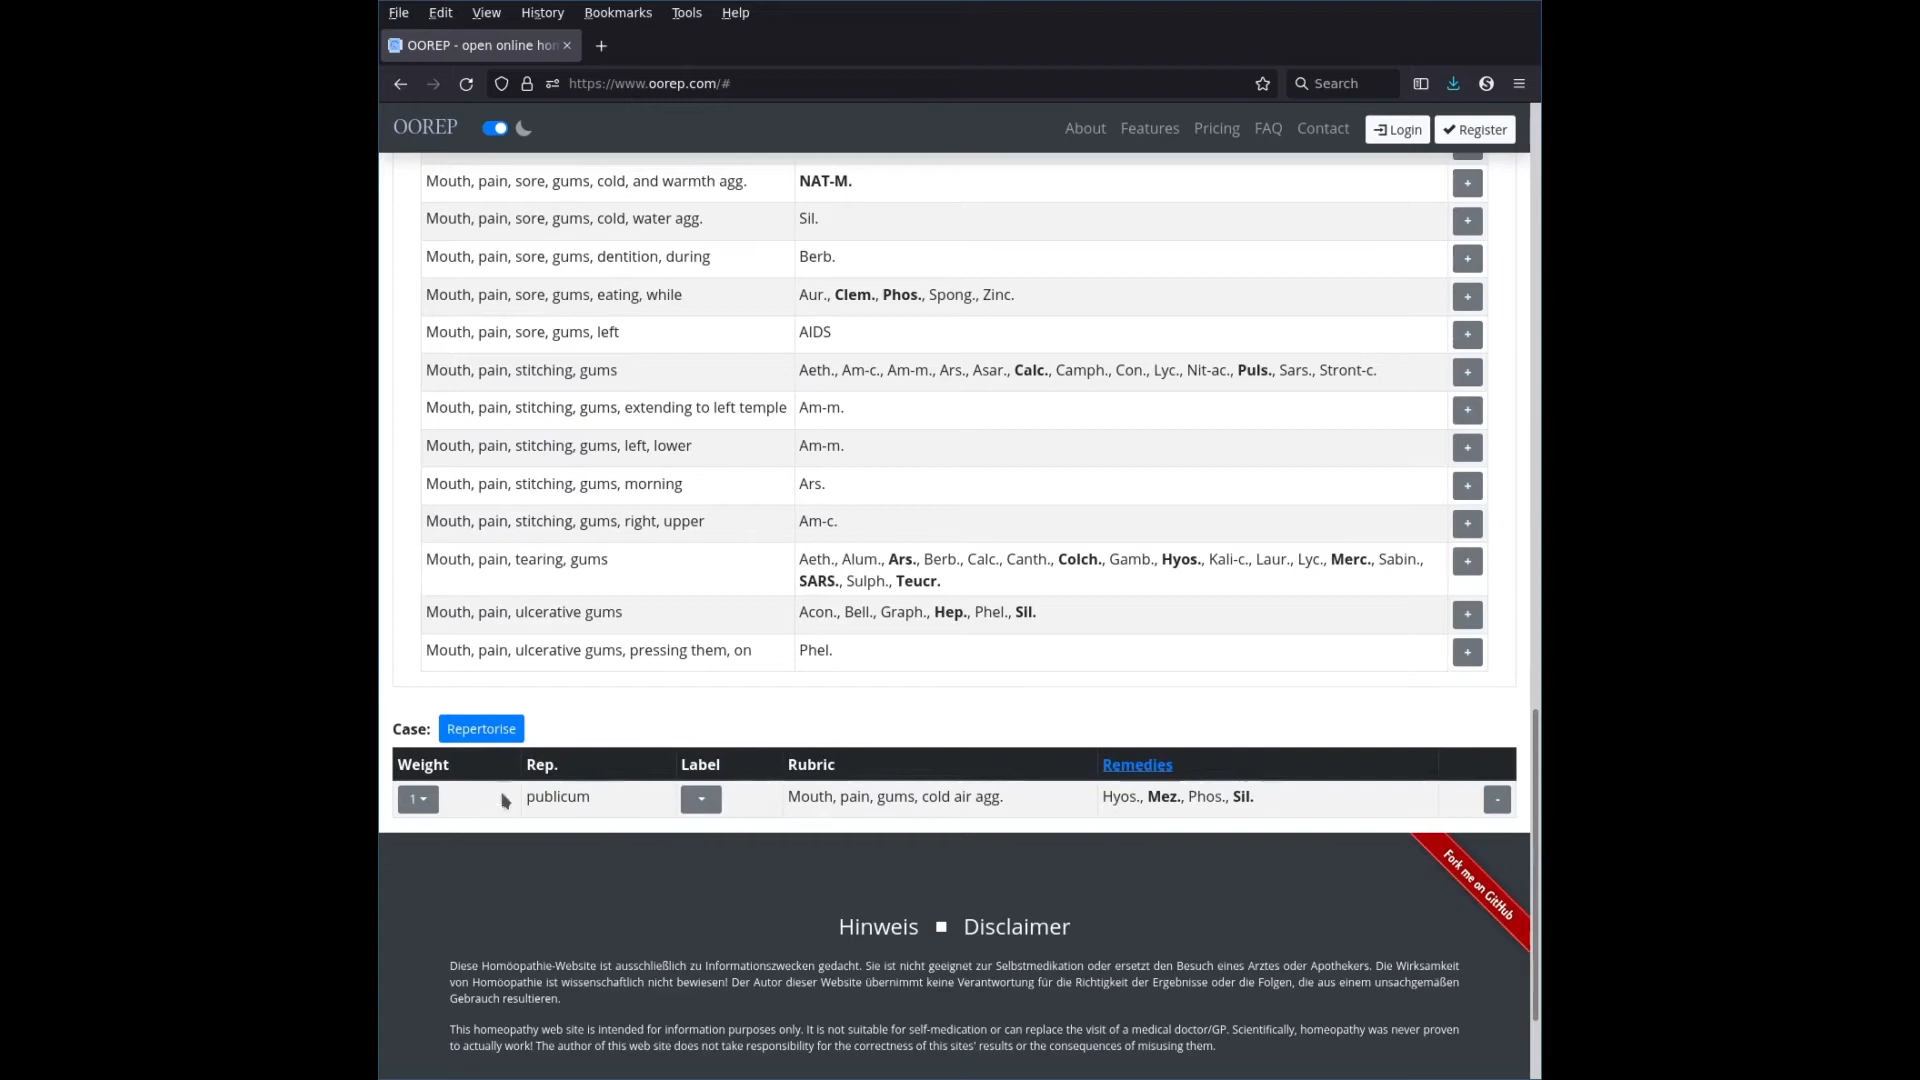 File Edit View History Bookmarks Tools Help
OOREP - open online hon
https://www.oorep.com/#
Search
OOREP About Features Pricing FAQ Contact Login Register
Mouth, pain, sore, gums, cold, and warmth agg. NAT-M. +
Mouth, pain, sore, gums, cold, water agg. Sil. +
Mouth, pain, sore, gums, dentition, during Berb. +
Mouth, pain, sore, gums, eating, while Aur., Clem., Phos., Spong., Zinc. +
Mouth, pain, sore, gums, left AIDS +
Mouth, pain, stitching, gums Aeth., Am-c., Am-m., Ars., Asar., Calc., Camph., Con., Lyc., Nit-ac., Puls., Sars., Stront-c. +
Mouth, pain, stitching, gums, extending to left temple Am-m. +
Mouth, pain, stitching, gums, left, lower Am-m. +
Mouth, pain, stitching, gums, morning Ars. +
Mouth, pain, stitching, gums, right, upper Am-c. +
Mouth, pain, tearing, gums Aeth., Alum., Ars., Berb., Calc., Canth., Colch., Gamb., Hyos., Kali-c., Laur., Lyc., Merc., Sabin., +
SARS., Sulph., Teucr.
Mouth, pain, ulcerative gums Acon., Bell., Graph., Hep., Phel., Sil. +
Mouth, pain, ulcerative gums, pressing them, on Phel. +
Case: Repertorise
Weight Rep. Label Rubric Remedies
1 publicum Mouth, pain, gums, cold air agg. Hyos., Mez., Phos., Sil. -
Fork me on GitHub
Hinweis ■ Disclaimer
Diese Homöopathie-Website ist ausschließlich zu Informationszwecken gedacht. Sie ist nicht geeignet zur Selbstmedikation oder ersetzt den Besuch eines Arztes oder Apothekers. Die Wirksamkeit
von Homöopathie ist wissenschaftlich nicht bewiesen! Der Autor dieser Website übernimmt keine Verantwortung für die Richtigkeit der Ergebnisse oder die Folgen, die aus einem unsachgemäßen
Gebrauch resultieren.
This homeopathy web site is intended for information purposes only. It is not suitable for self-medication or can replace the visit of a medical doctor/GP. Scientifically, homeopathy was never proven
to actually work! The author of this web site does not take responsibility for the correctness of this sites' results or the consequences of misusing them.